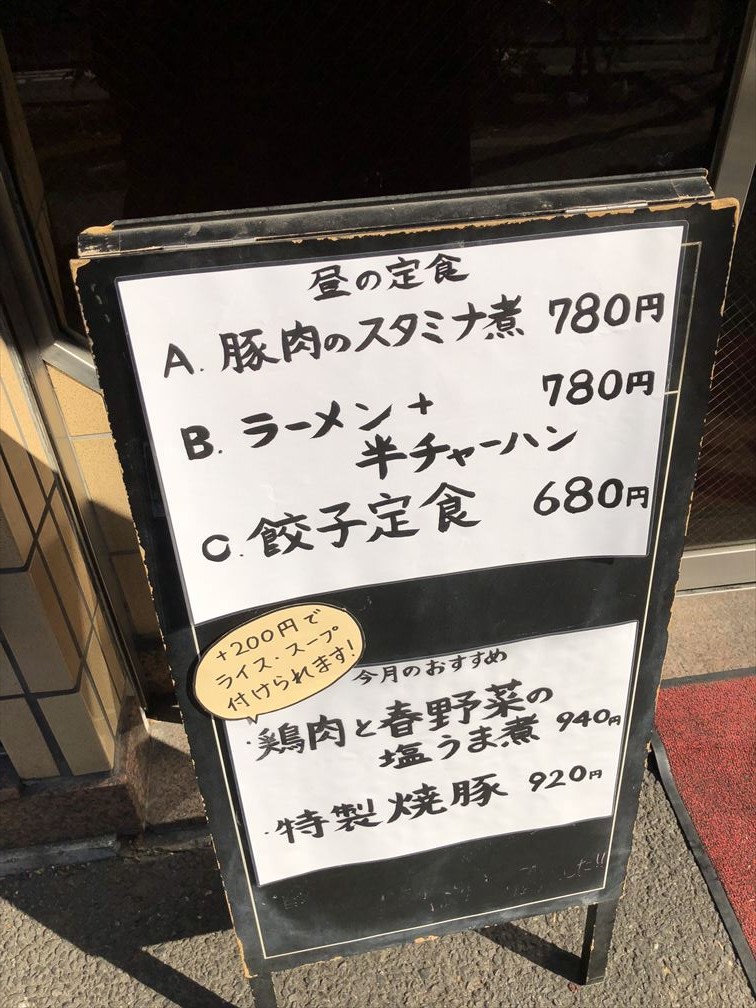 昼の定食
A. 豚肉のスタミナ煮 780円
B. ラーメン+ 780円
半チャーハン
C. 餃子定食 680円
+200円で
ライス・スープ
付けられます!
今月のおすすめ
・鶏肉と春野菜の
塩うま煮 940円
・特製焼豚 920円